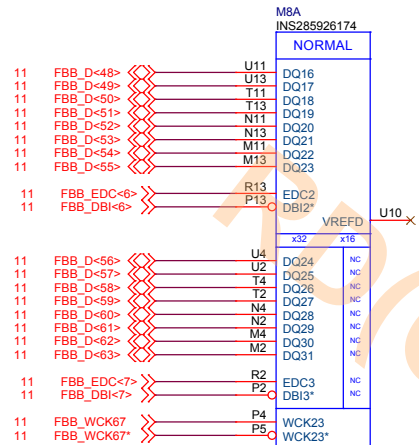 M8A
INS285926174
NORMAL
11 FBB_D<48> U11 DQ16
11 FBB_D<49> U13 DQ17
11 FBB_D<50> T11 DQ18
11 FBB_D<51> T13 DQ19
11 FBB_D<52> N11 DQ20
11 FBB_D<53> N13 DQ21
11 FBB_D<54> M11 DQ22
11 FBB_D<55> M13 DQ23
11 FBB_EDC<6> R13 EDC2
11 FBB_DBI<6> P13 DBI2*
VREFD U10
x32 x16
11 FBB_D<56> U4 DQ24 NC
11 FBB_D<57> U2 DQ25 NC
11 FBB_D<58> T4 DQ26 NC
11 FBB_D<59> T2 DQ27 NC
11 FBB_D<60> N4 DQ28 NC
11 FBB_D<61> N2 DQ29 NC
11 FBB_D<62> M4 DQ30 NC
11 FBB_D<63> M2 DQ31 NC
11 FBB_EDC<7> R2 EDC3 NC
11 FBB_DBI<7> P2 DBI3* NC
11 FBB_WCK67 P4 WCK23
11 FBB_WCK67* P5 WCK23*